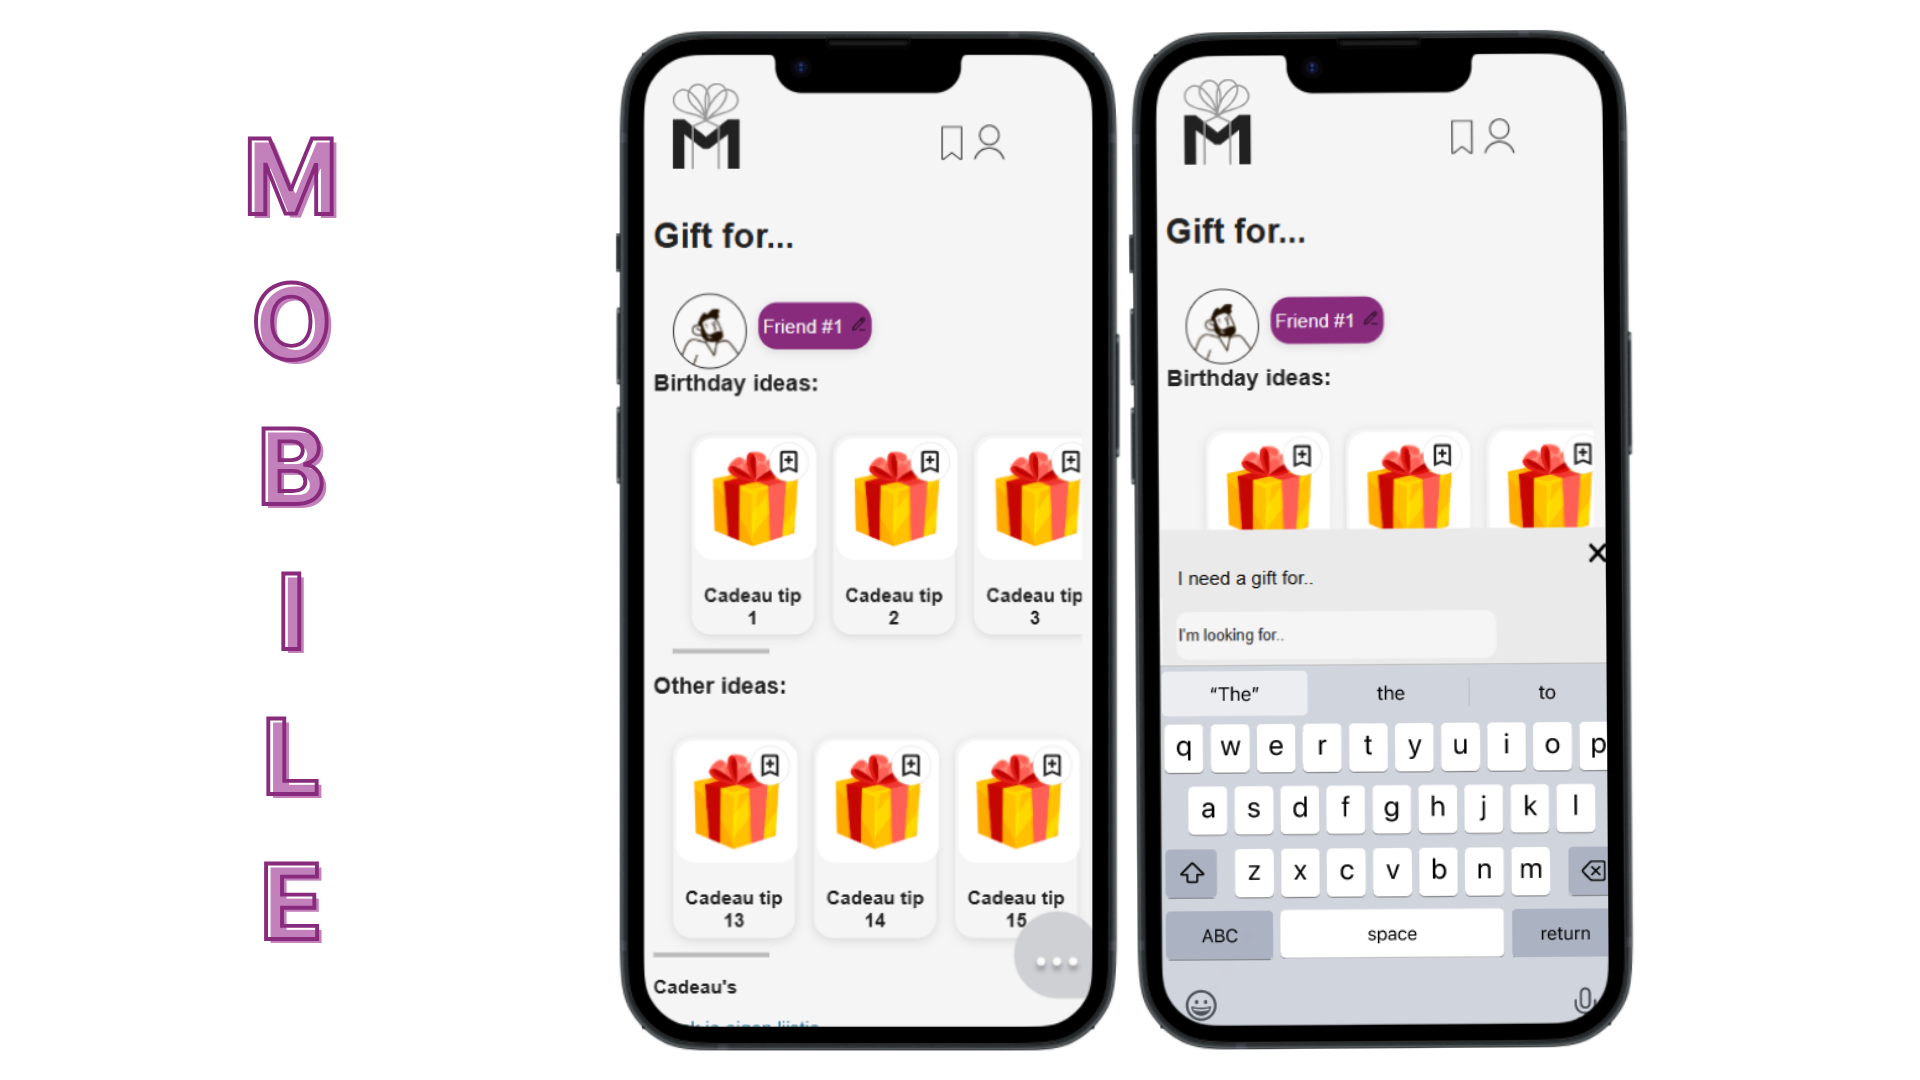 MOBILE
M
Gift for...
Friend #1
Birthday ideas:
Cadeau tip
1
Cadeau tip
2
Cadeau tip
3
Other ideas:
Cadeau tip
13
Cadeau tip
14
Cadeau tip
15
Cadeau's
M
Gift for...
Friend #1
Birthday ideas:
I need a gift for..
I'm looking for..
“The” the to
q w e r t y u i o p
a s d f g h j k l
z x c v b n m
ABC space return